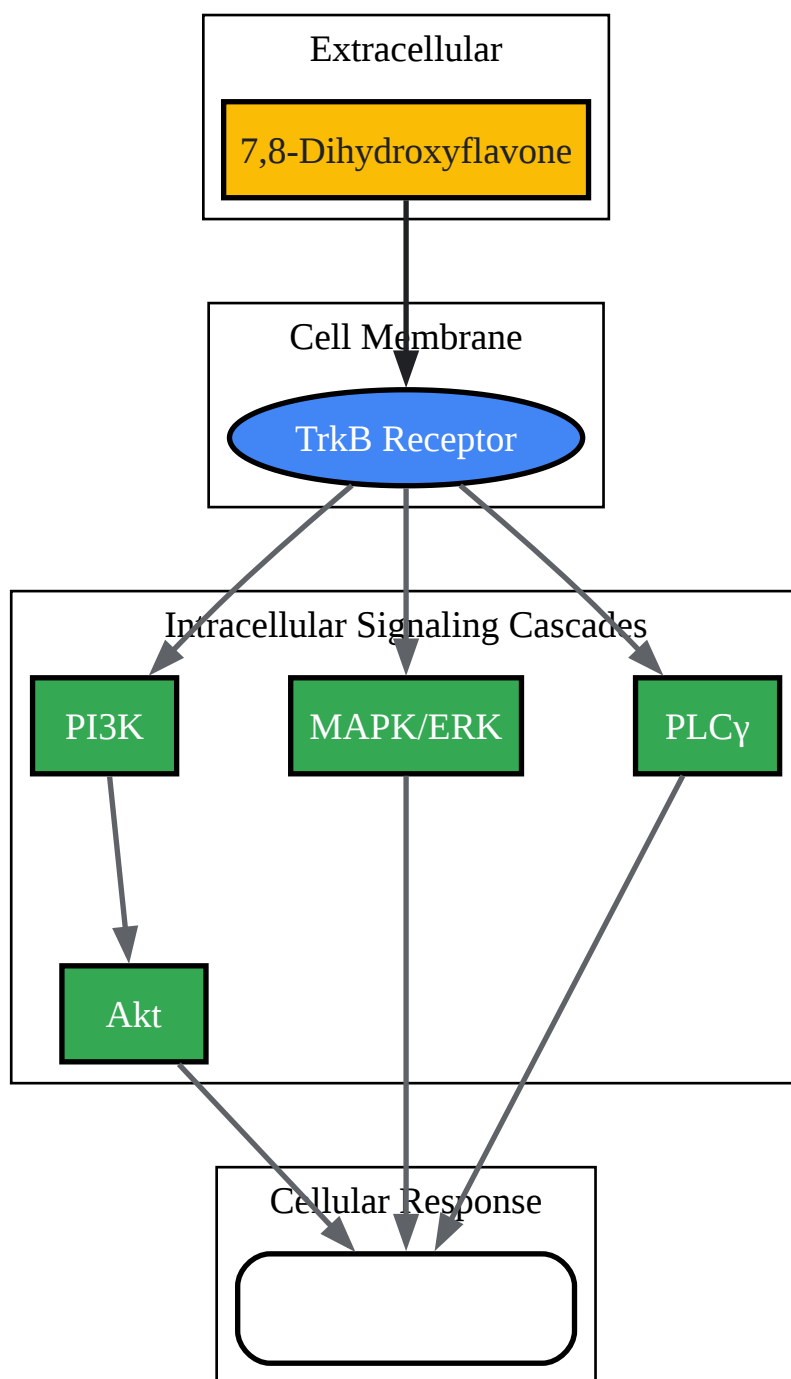 Extracellular
7,8-Dihydroxyflavone
Cell Membrane
TrkB Receptor
Intracellular Signaling Cascades
PI3K
MAPK/ERK
PLCγ
Akt
Cellular Response